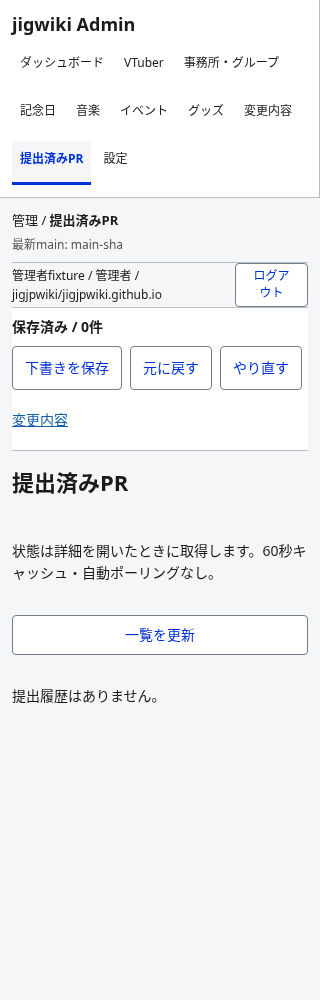 jigwiki Admin
ダッシュボード VTuber 事務所・グループ
記念日 音楽 イベント グッズ 変更内容
提出済みPR 設定
管理 / 提出済みPR
最新main: main-sha
管理者fixture / 管理者 /
jigjpwiki/jigjpwiki.github.io
ログア
ウト
保存済み / 0件
下書きを保存 元に戻す やり直す
変更内容
提出済みPR
状態は詳細を開いたときに取得します。60秒キ
ャッシュ・自動ポーリングなし。
一覧を更新
提出履歴はありません。